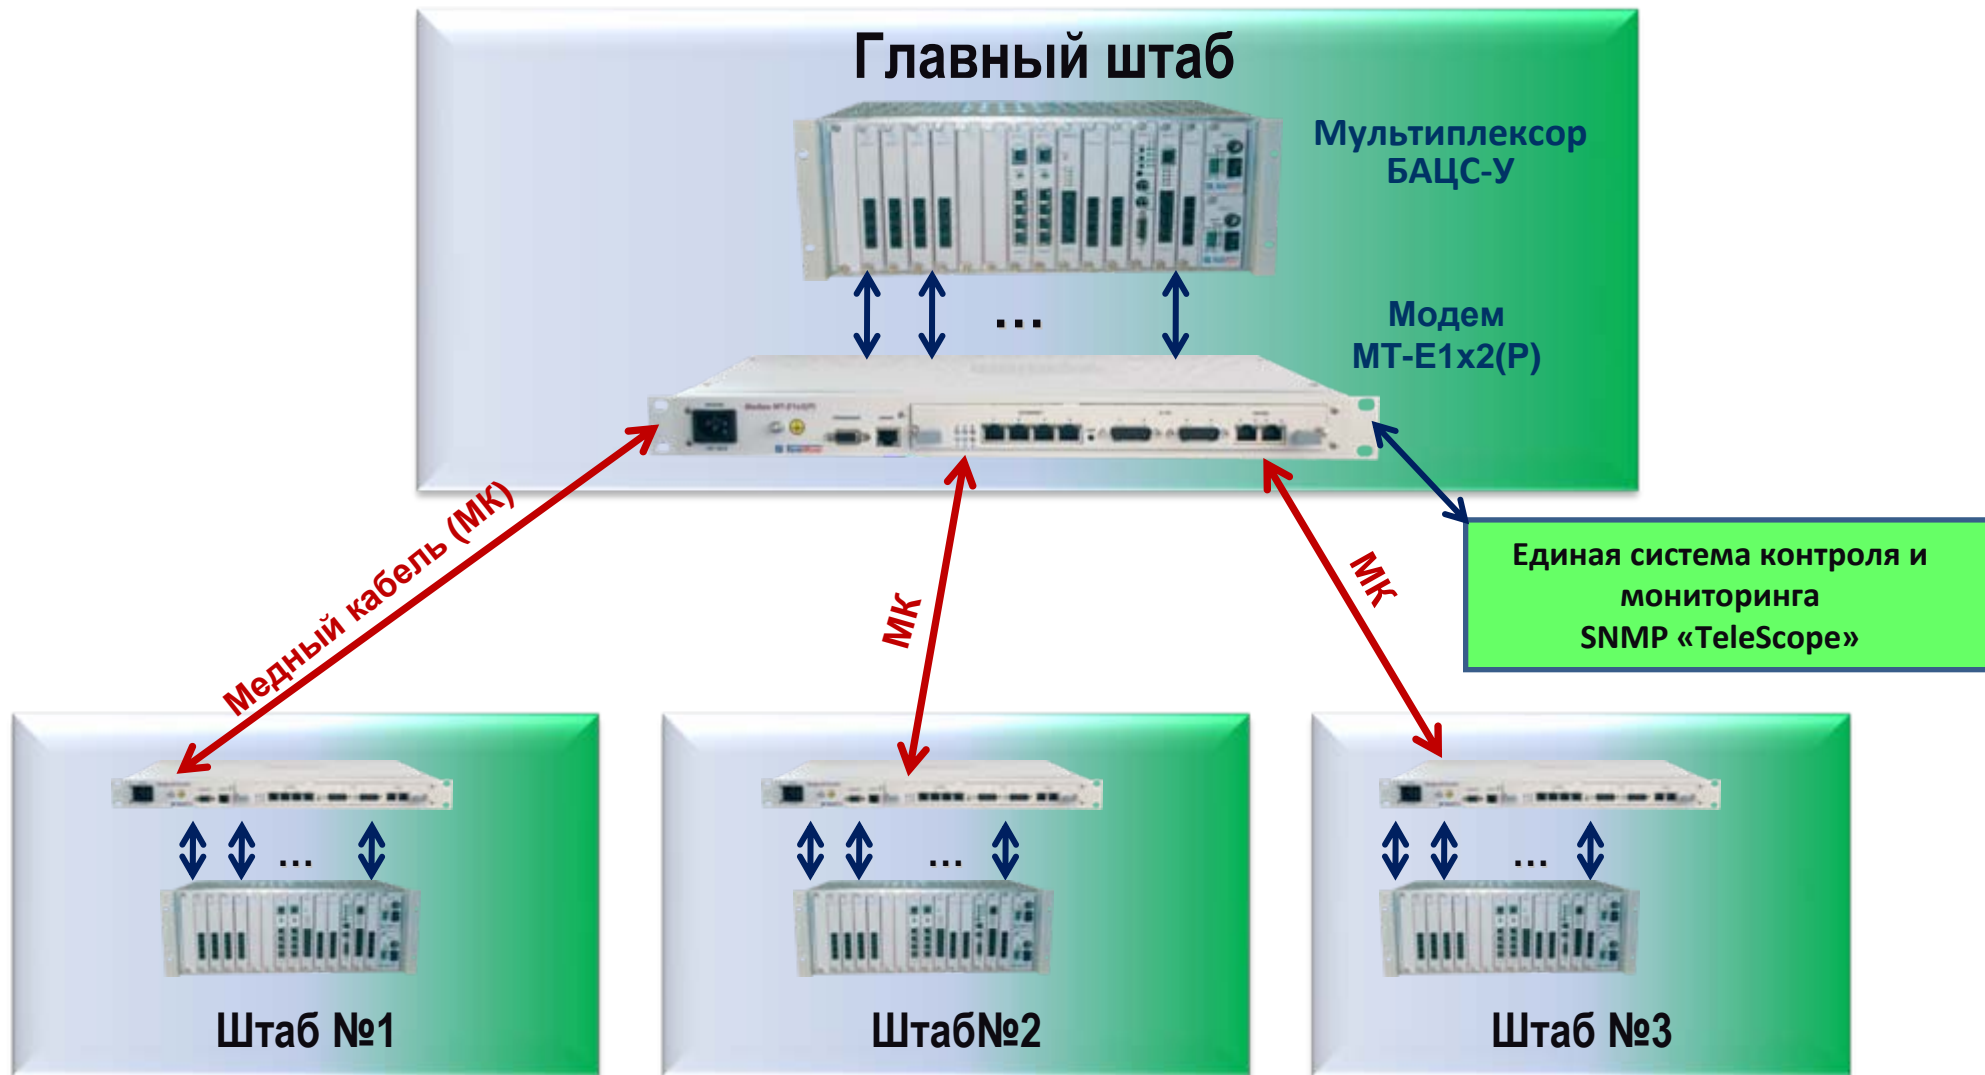 Главный штаб
Мультиплексор
БАЦС-У
...
Модем
МТ-Е1х2(Р)
Медный кабель (МК)
МК
МК
Единая система контроля и
мониторинга
SNMP «TeleScope»
...
...
...
Штаб №1
Штаб№2
Штаб №3